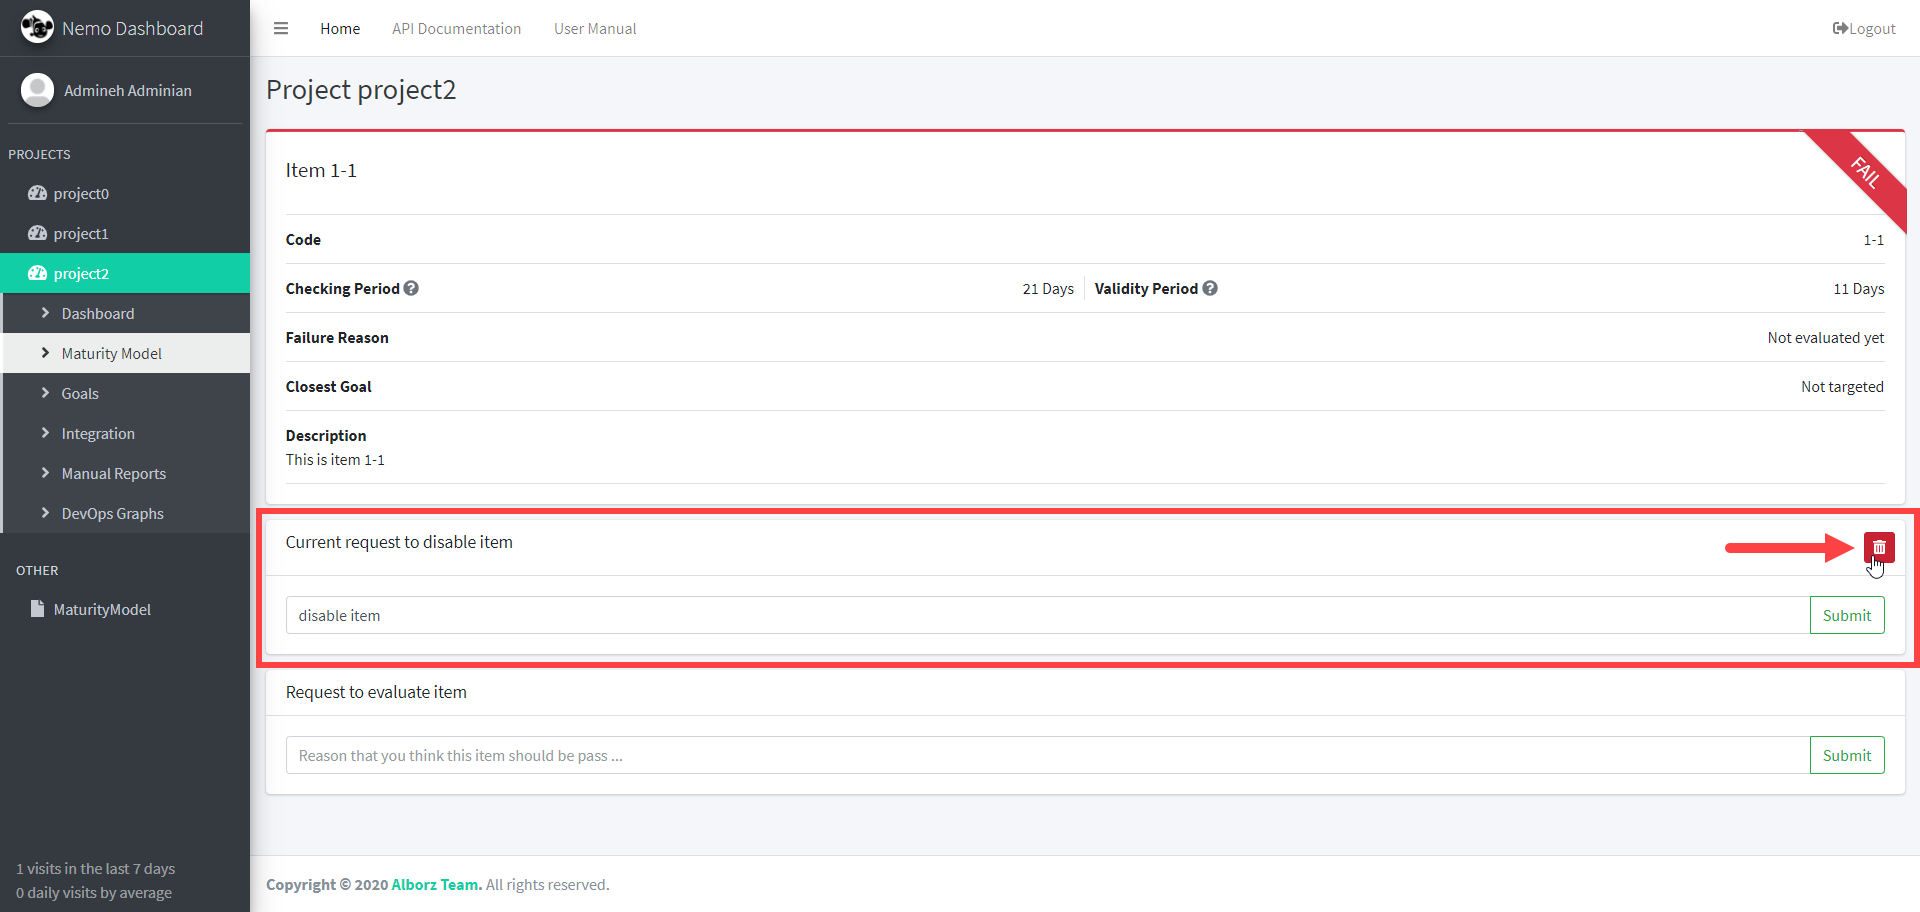 Nemo Dashboard
Home
API Documentation
User Manual
Logout
Admineh Adminian
PROJECTS
project0
project1
project2
Dashboard
Maturity Model
Goals
Integration
Manual Reports
DevOps Graphs
OTHER
MaturityModel
1 visits in the last 7 days
0 daily visits by average
Project project2
Item 1-1
FAIL
Code 1-1
Checking Period 21 Days Validity Period 11 Days
Failure Reason Not evaluated yet
Closest Goal Not targeted
Description
This is item 1-1
Current request to disable item
disable item Submit
Request to evaluate item
Reason that you think this item should be pass ... Submit
Copyright © 2020 Alborz Team. All rights reserved.